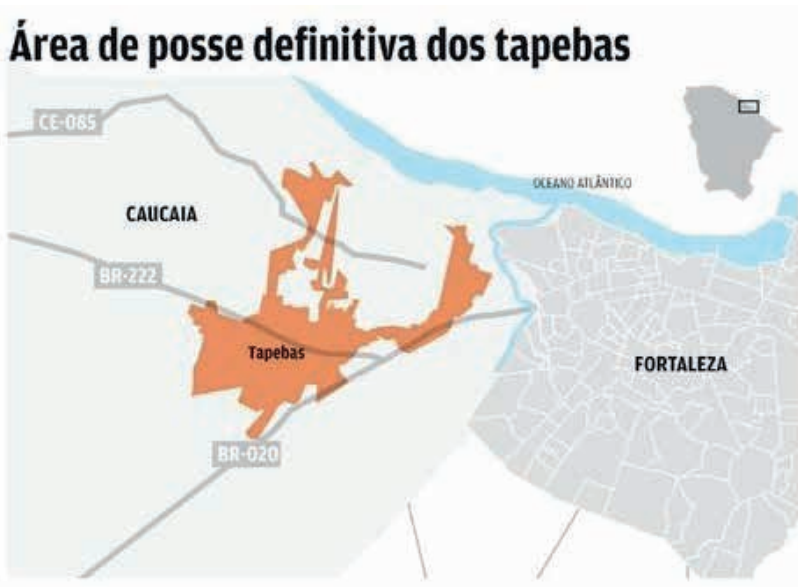 Área de posse definitiva dos tapebas
CE-085
OCEANO ATLÂNTICO
CAUCAIA
BR-222
Tapebas
FORTALEZA
BR-020